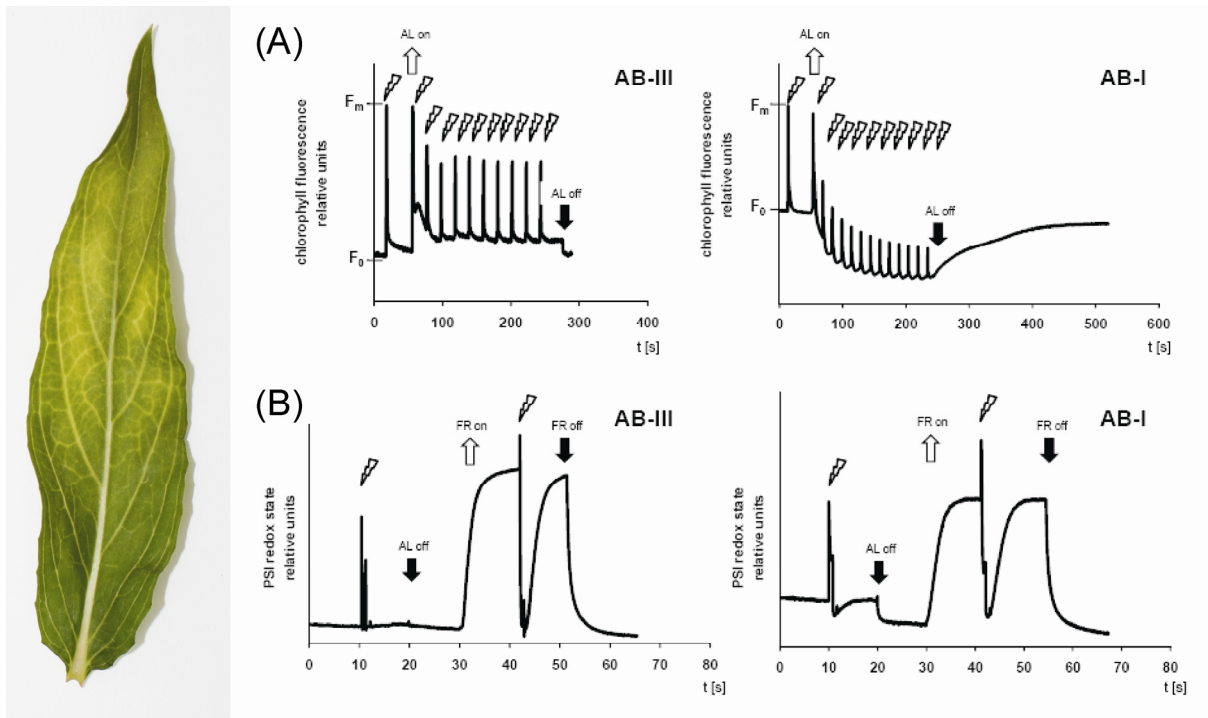 (A)
AL on
AB-III
Fm
F0
chlorophyll fluorescence
relative units
AL off
0 100 200 300 400
t [s]
AL on
AB-I
Fm
F0
chlorophyll fluorescence
relative units
AL off
0 100 200 300 400 500 600
t [s]
(B)
AB-III
FR on
FR off
AL off
PSI redox state
relative units
0 10 20 30 40 50 60 70 80
t [s]
AB-I
FR on
FR off
AL off
PSI redox state
relative units
0 10 20 30 40 50 60 70 80
t [s]